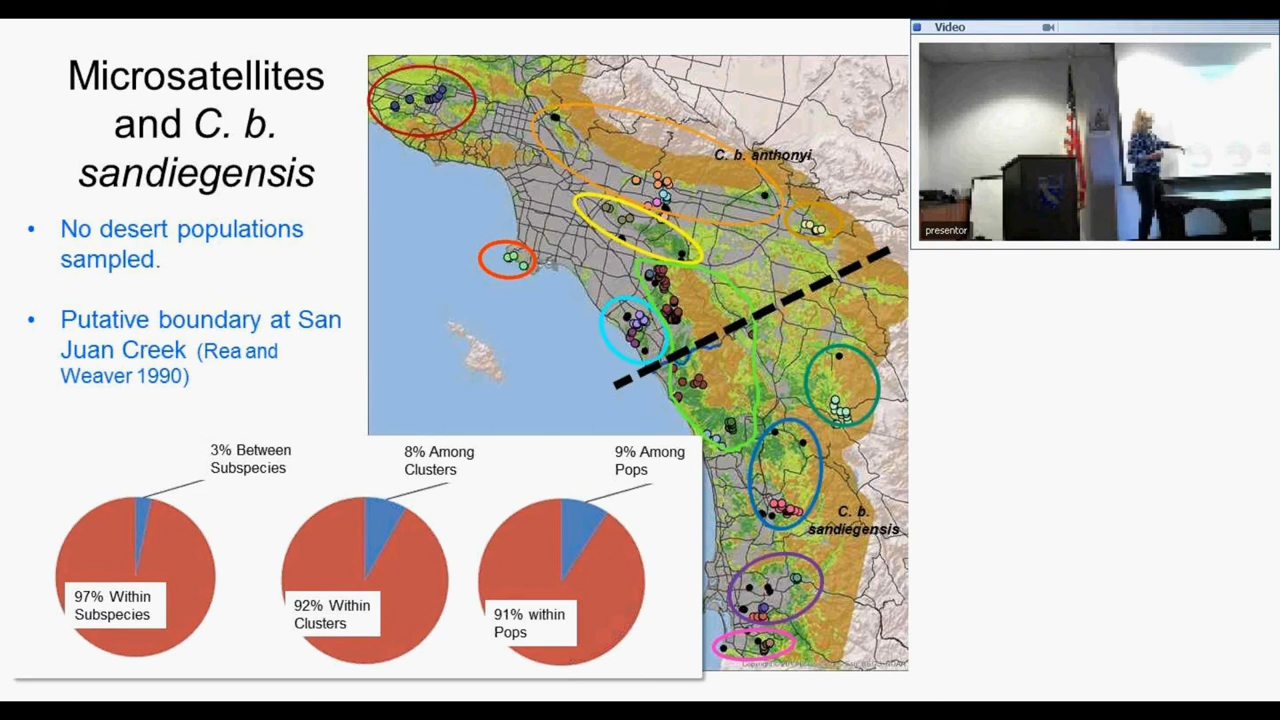 Microsatellites
and C. b.
sandiegensis
• No desert populations
sampled.
• Putative boundary at San
Juan Creek (Rea and
Weaver 1990)
C. b. anthonyi
C. b.
sandiegensis
3% Between
Subspecies
97% Within
Subspecies
8% Among
Clusters
92% Within
Clusters
9% Among
Pops
91% within
Pops
Video
presentor